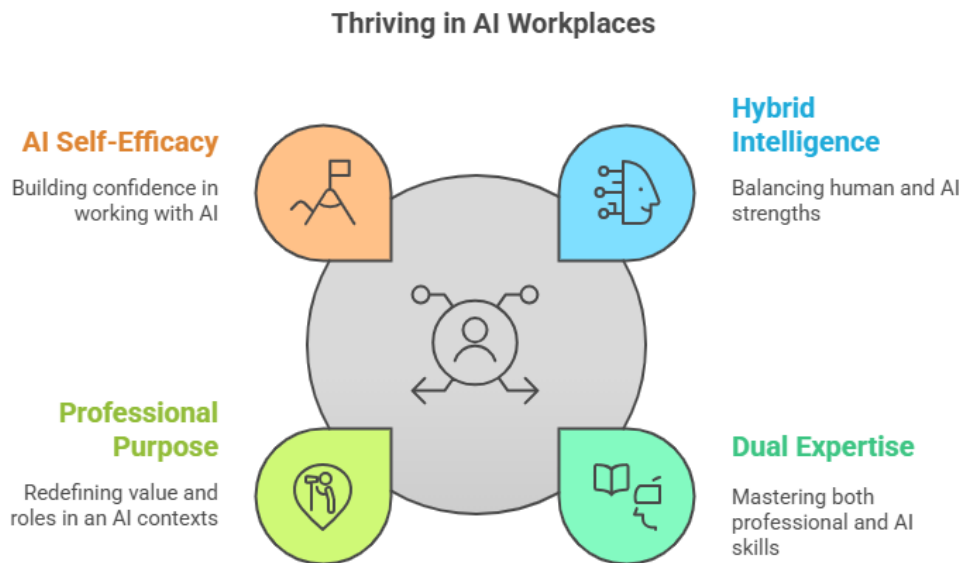 Thriving in AI Workplaces
AI Self-Efficacy
Building confidence in
working with AI
Hybrid
Intelligence
Balancing human and AI
strengths
Professional
Purpose
Redefining value and
roles in an AI contexts
Dual Expertise
Mastering both
professional and AI
skills